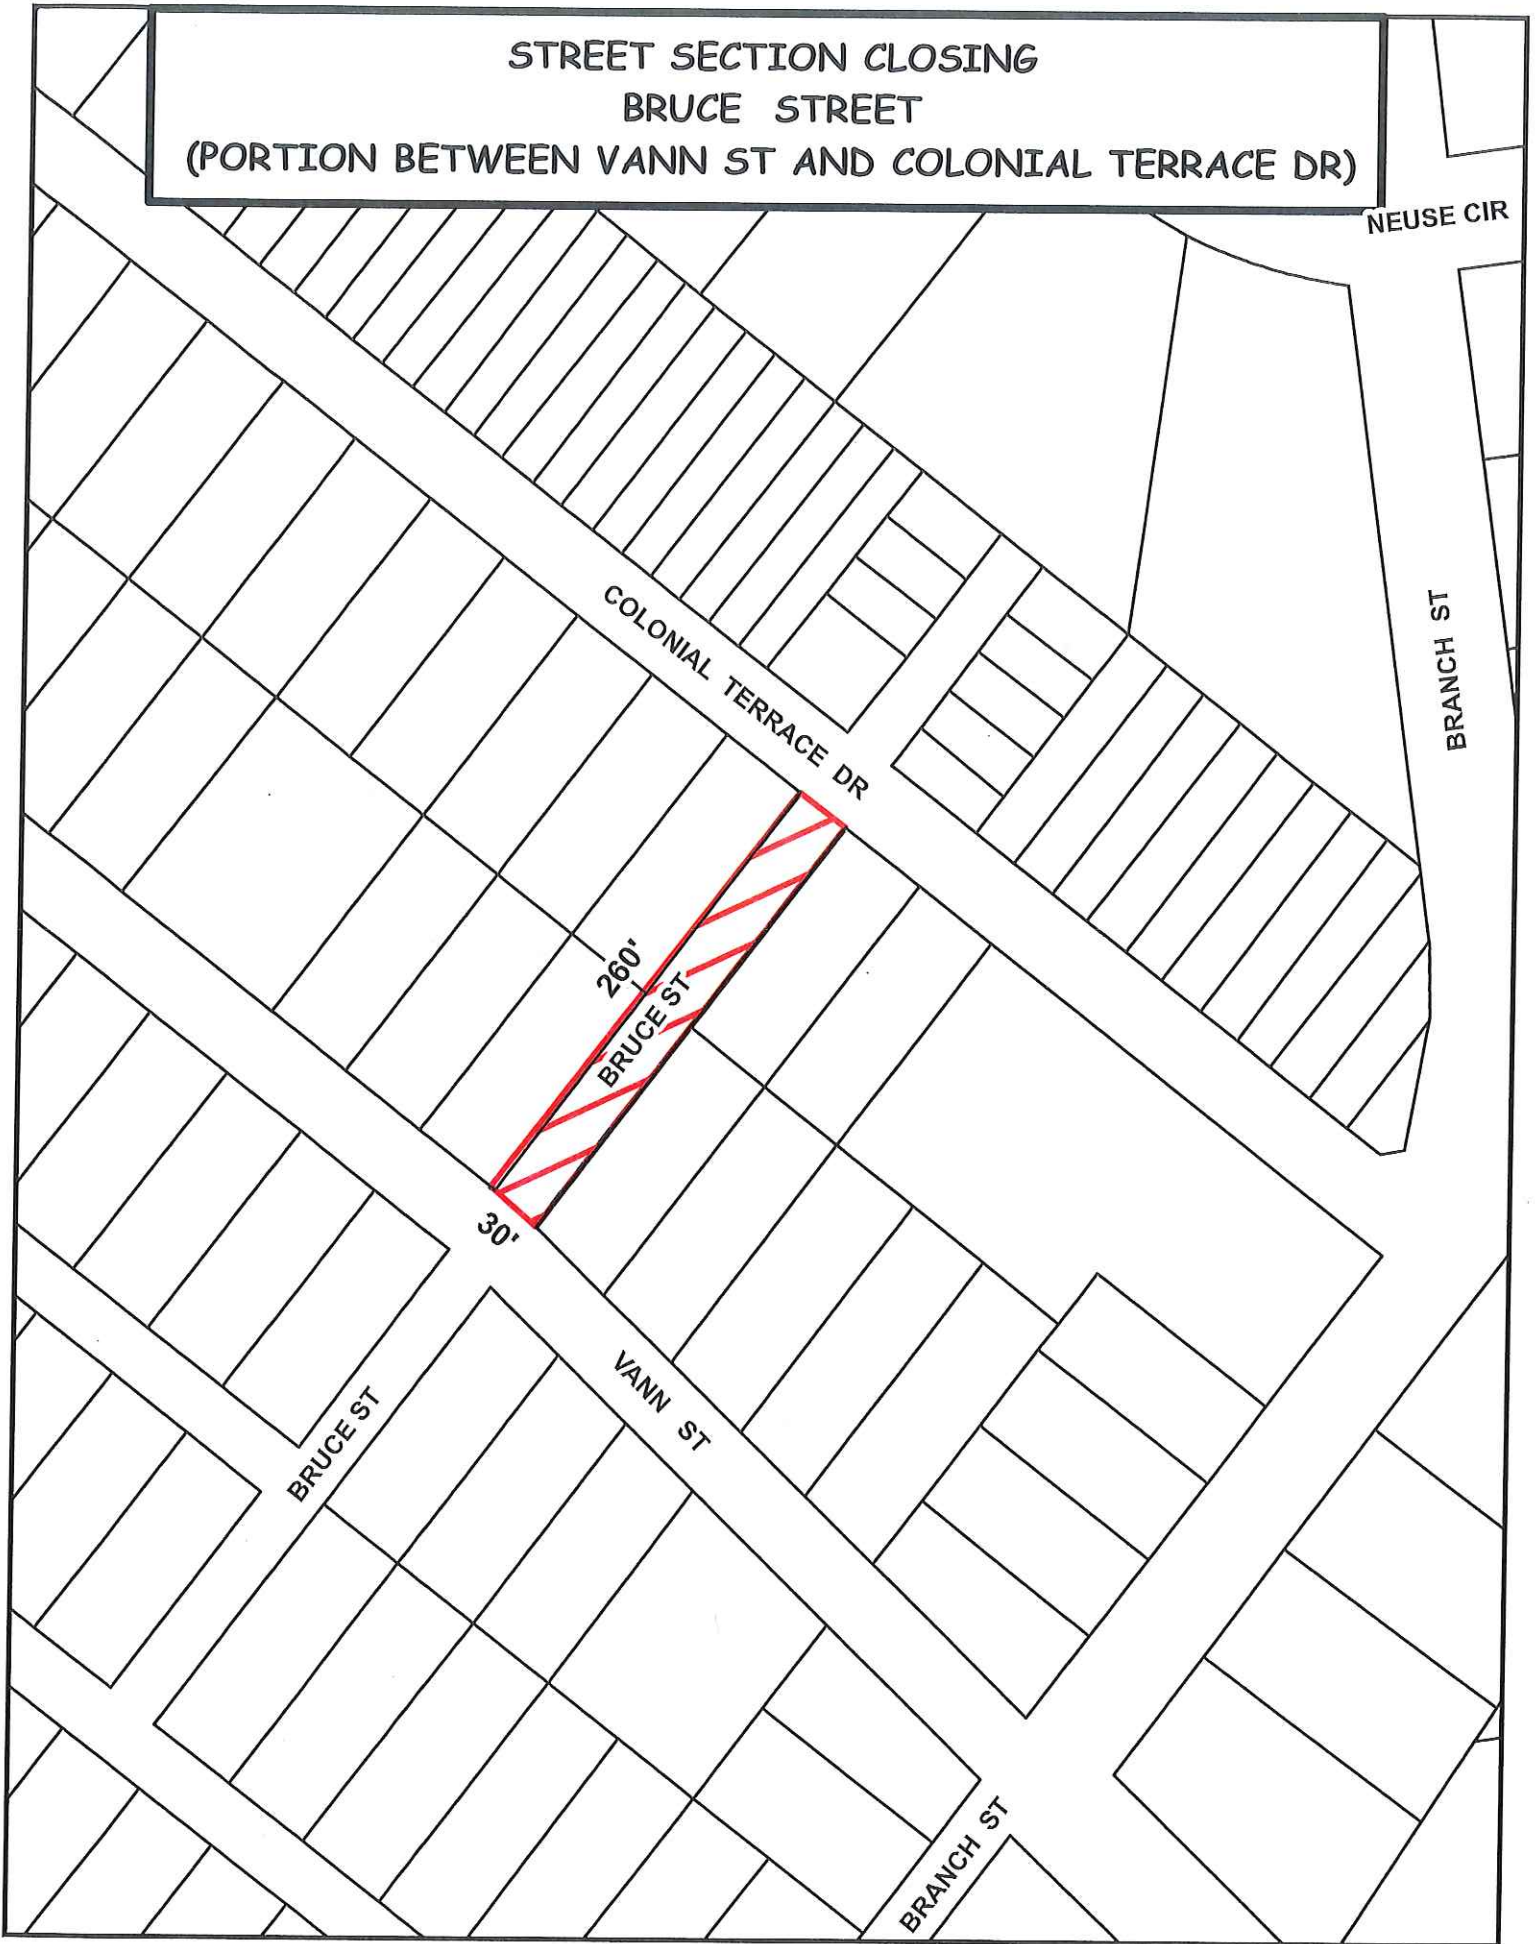 STREET SECTION CLOSING
BRUCE STREET
(PORTION BETWEEN VANN ST AND COLONIAL TERRACE DR)
NEUSE CIR
BRANCH ST
COLONIAL TERRACE DR
260'
BRUCE ST
30'
VANN ST
BRUCE ST
BRANCH ST